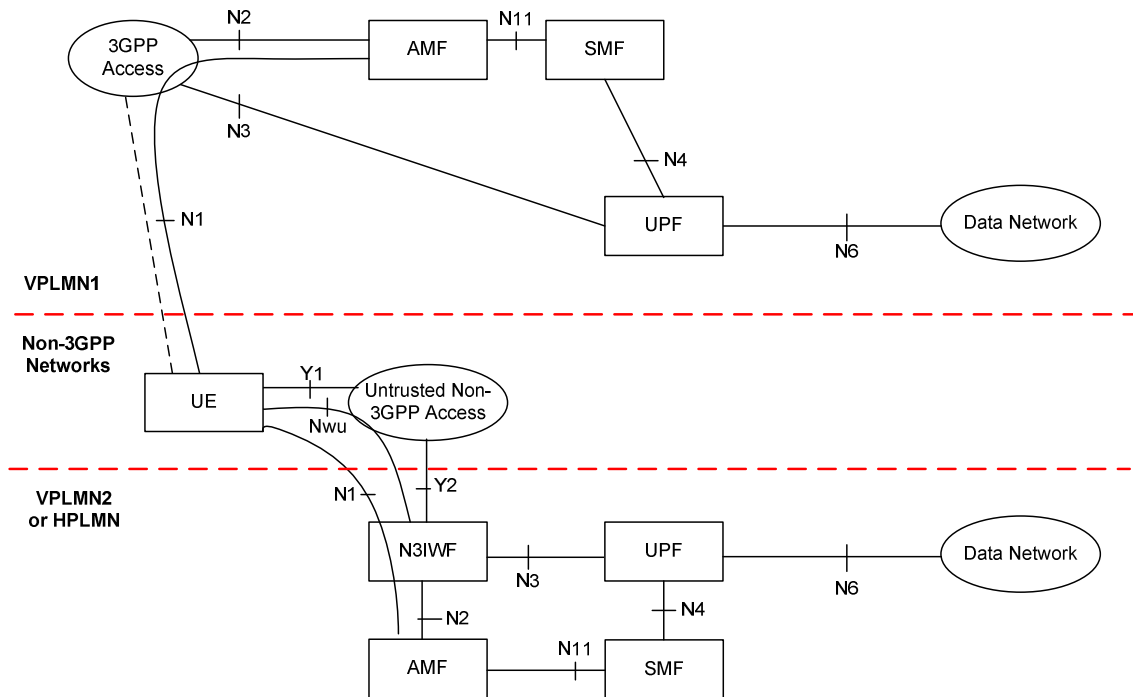 N2
N11
3GPP
Access
AMF
SMF
N3
N4
N1
UPF
Data Network
N6
VPLMN1
Non-3GPP
Networks
Y1
Untrusted Non-
3GPP Access
UE
Nwu
VPLMN2
or HPLMN
N1
Y2
N3IWF
UPF
Data Network
N3
N6
N2
N4
N11
AMF
SMF